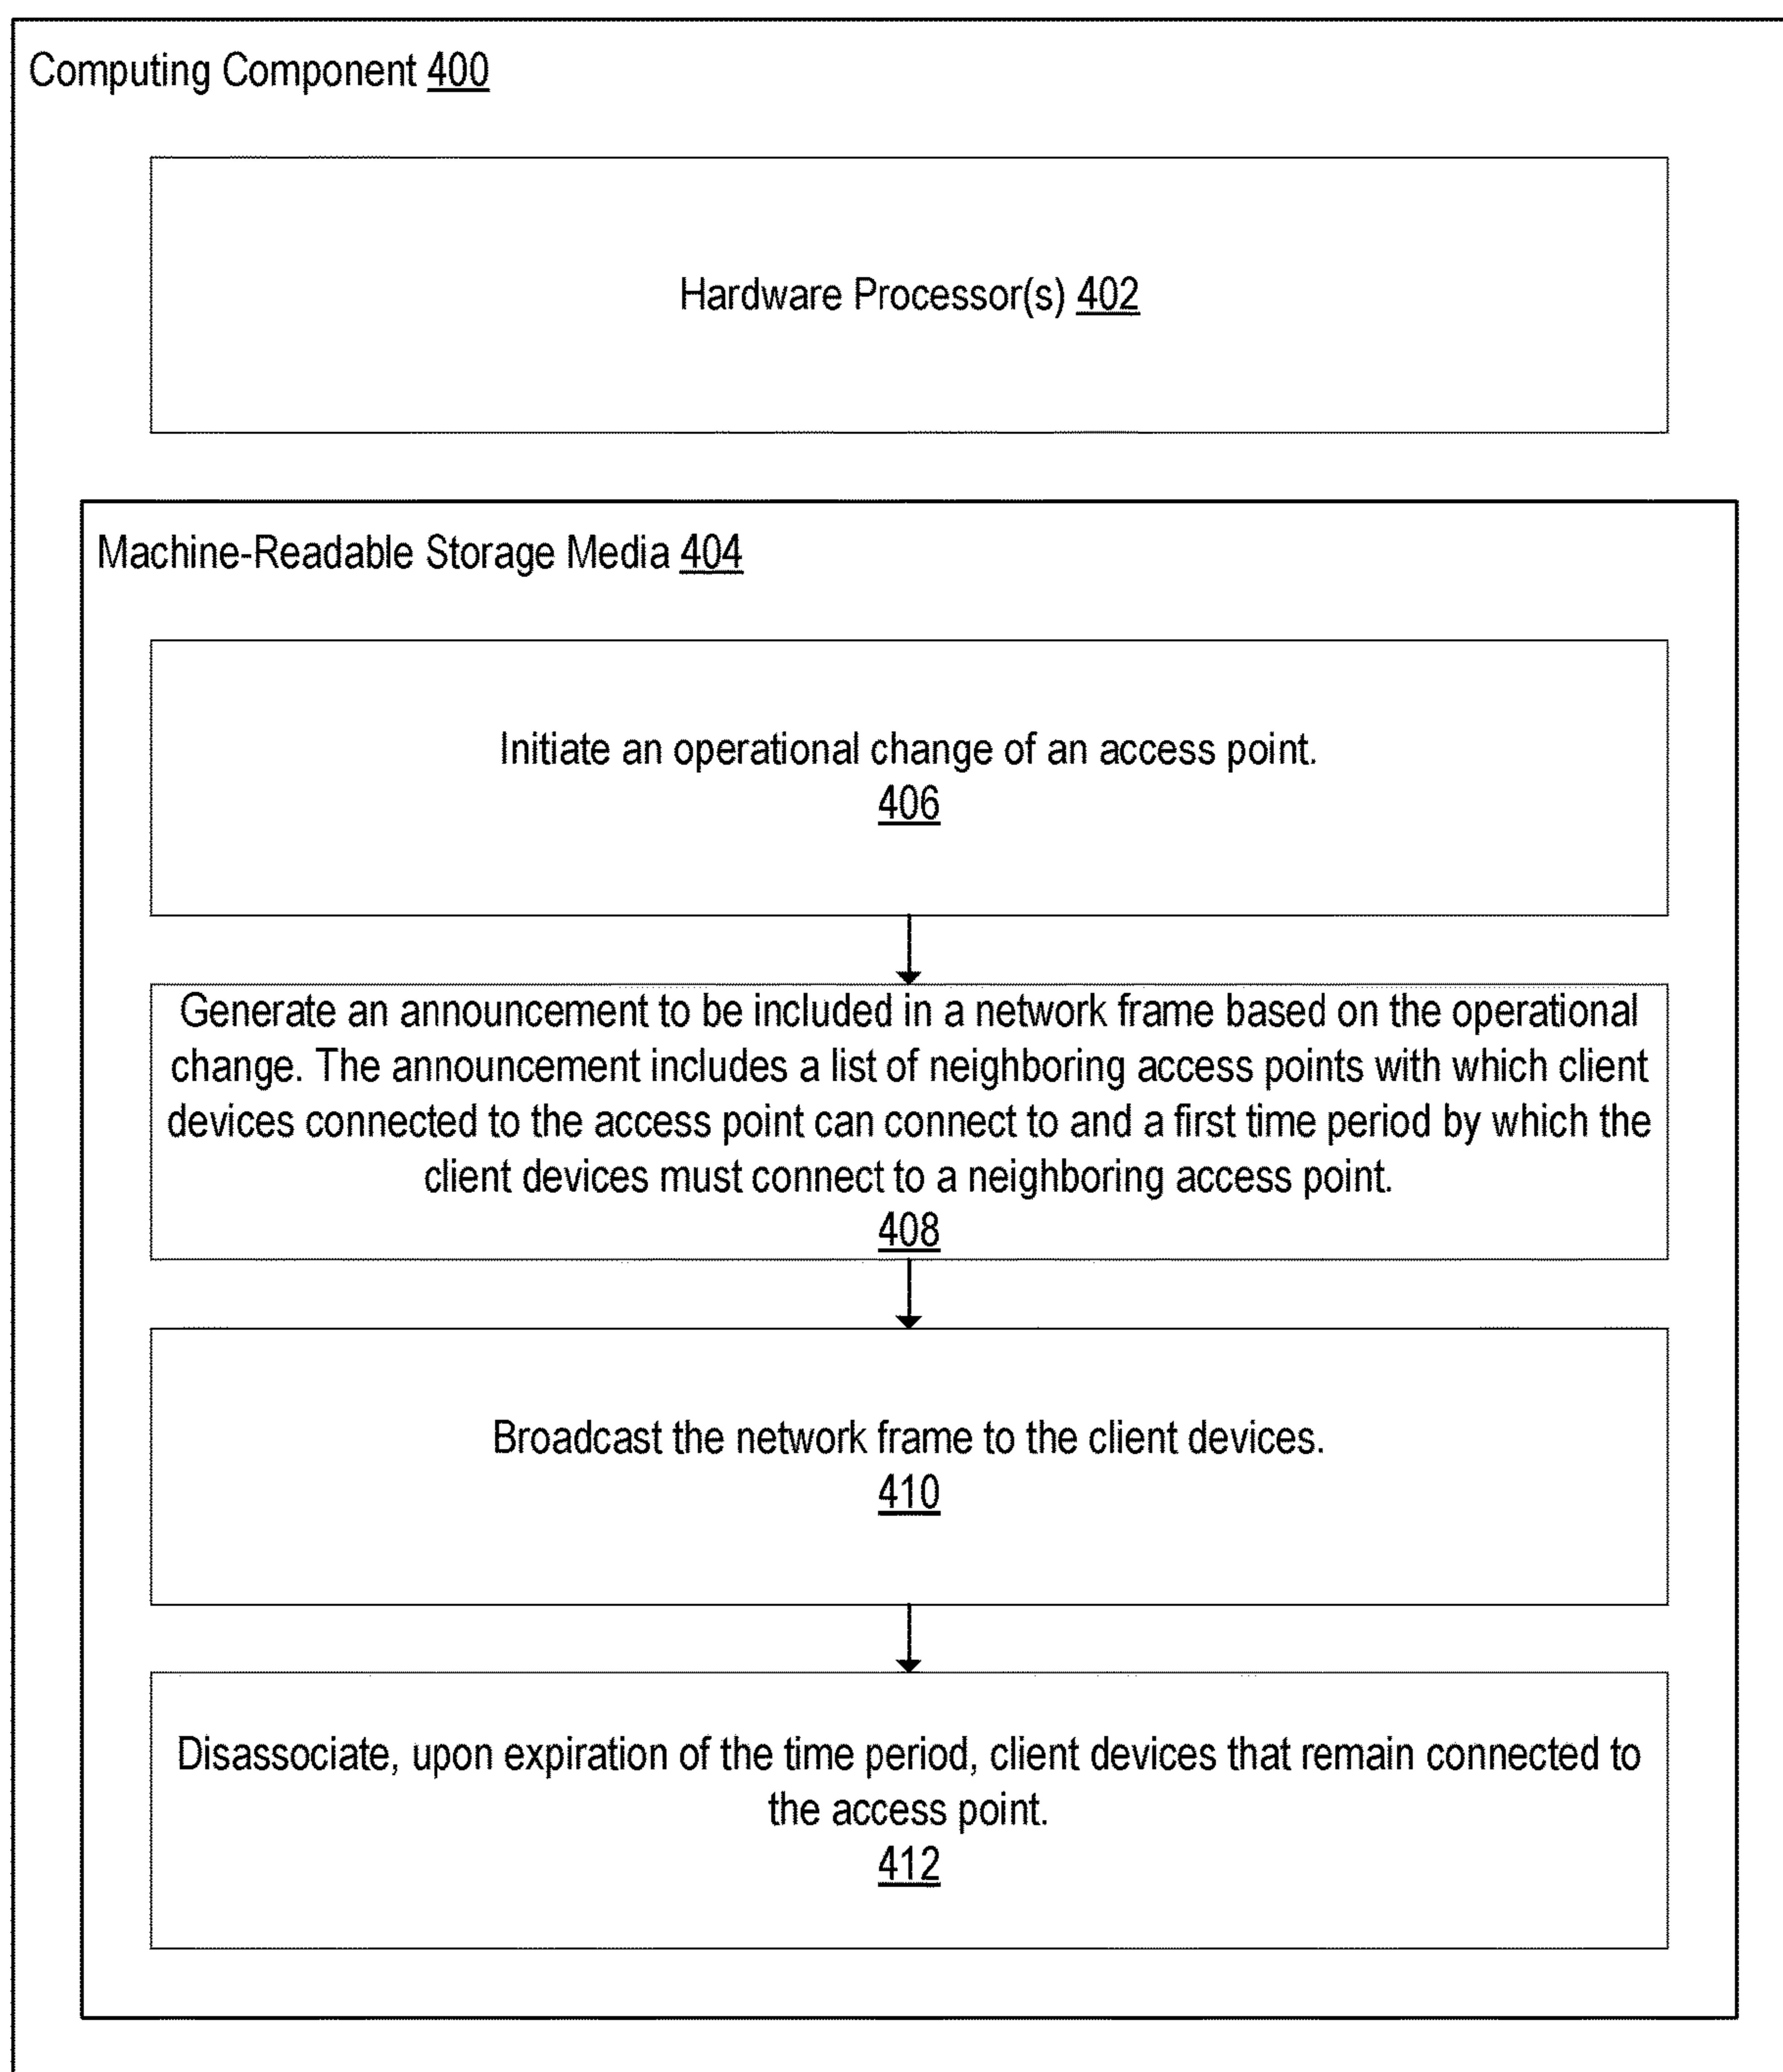 Computing Component 400
Hardware Processor(s) 402
Machine-Readable Storage Media 404
Initiate an operational change of an access point.
406
Generate an announcement to be included in a network frame based on the operational
change. The announcement includes a list of neighboring access points with which client
devices connected to the access point can connect to and a first time period by which the
client devices must connect to a neighboring access point.
408
Broadcast the network frame to the client devices.
410
Disassociate, upon expiration of the time period, client devices that remain connected to
the access point.
412